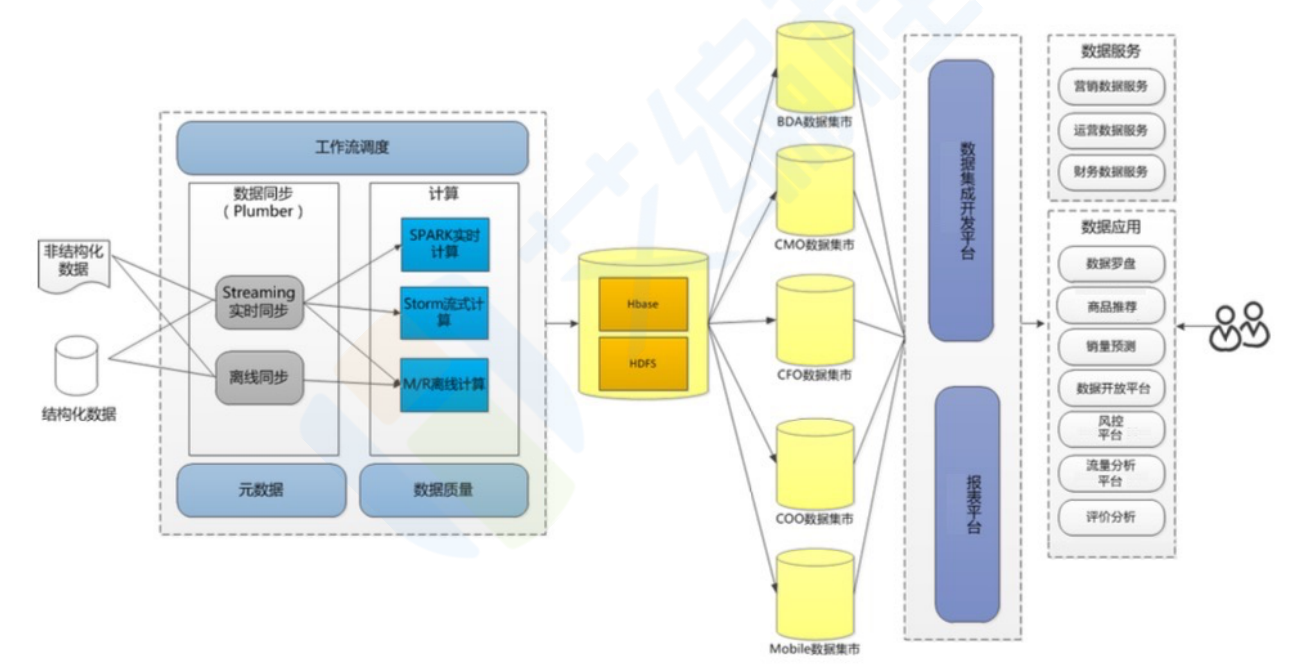 非结构化
数据
结构化数据
工作流调度
数据同步
（Plumber）
Streaming
实时同步
离线同步
计算
SPARK实时
计算
Storm流式计
算
M/R离线计算
元数据
数据质量
Hbase
HDFS
BDA数据集市
CMO数据集市
CFO数据集市
COO数据集市
Mobile数据集市
数据集成开发平台
报表平台
数据服务
营销数据服务
运营数据服务
财务数据服务
数据应用
数据罗盘
商品推荐
销量预测
数据开放平台
风控
平台
流量分析
平台
评价分析
艾编程